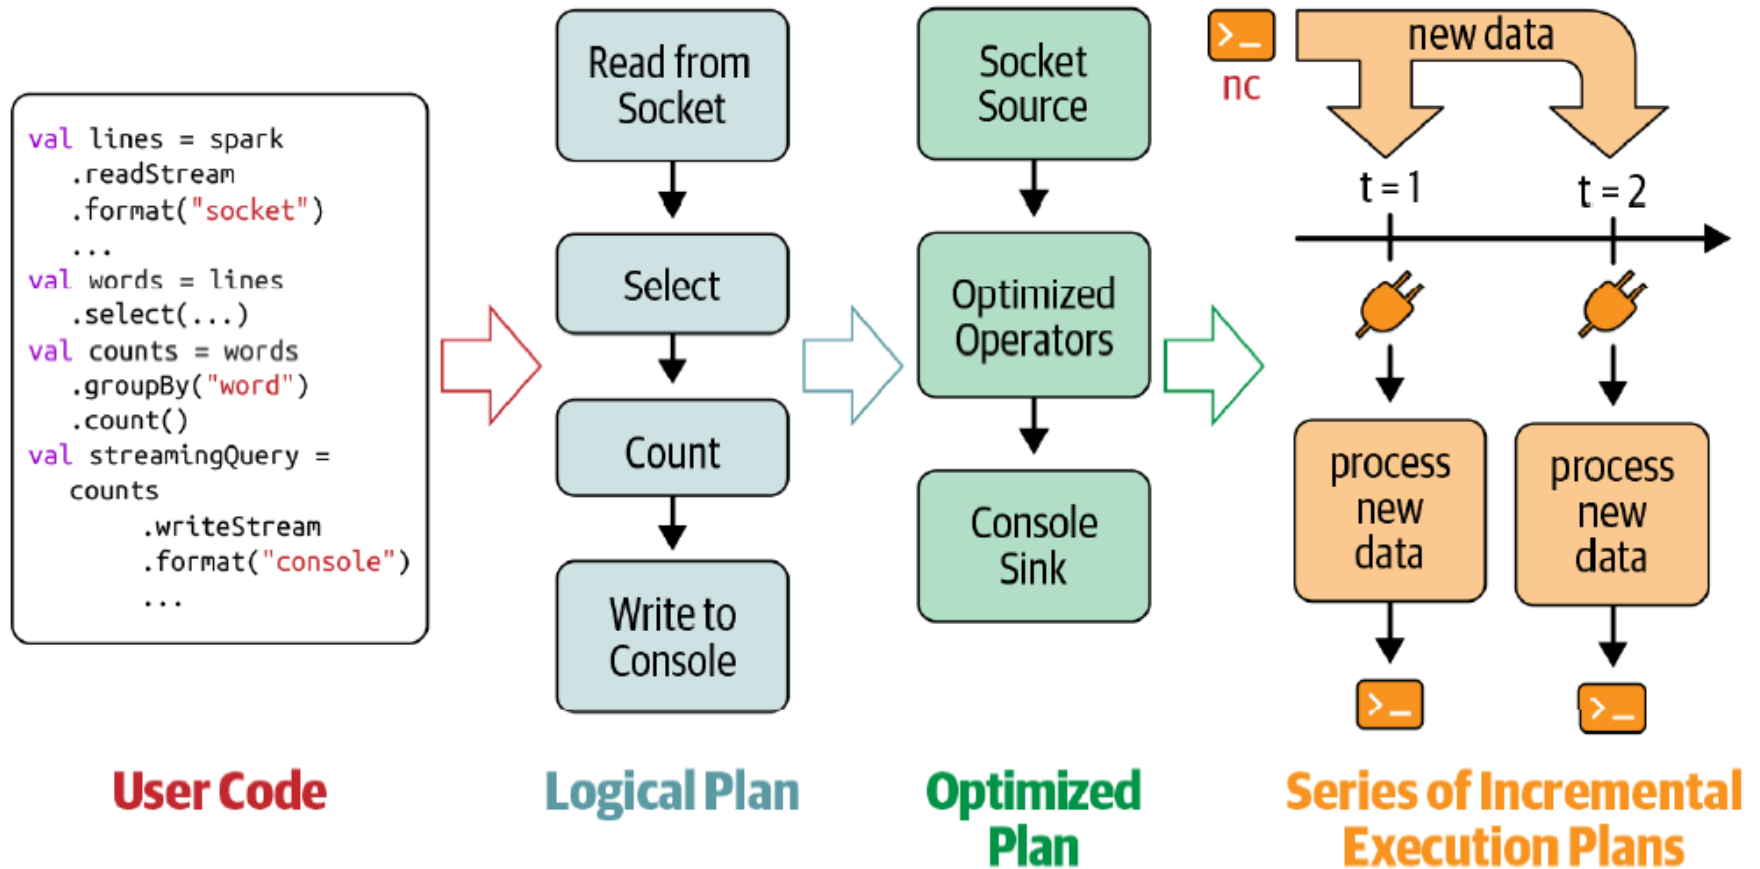 val lines = spark
.readStream
.format("socket")
...
val words = lines
.select(...)
val counts = words
.groupBy("word")
.count()
val streamingQuery =
counts
.writeStream
.format("console")
...
User Code
Read from
Socket
Select
Count
Write to
Console
Logical Plan
Socket
Source
Optimized
Operators
Console
Sink
Optimized
Plan
>_
nc
new data
t = 1
t = 2
process
new
data
process
new
data
>_
>_
Series of Incremental
Execution Plans